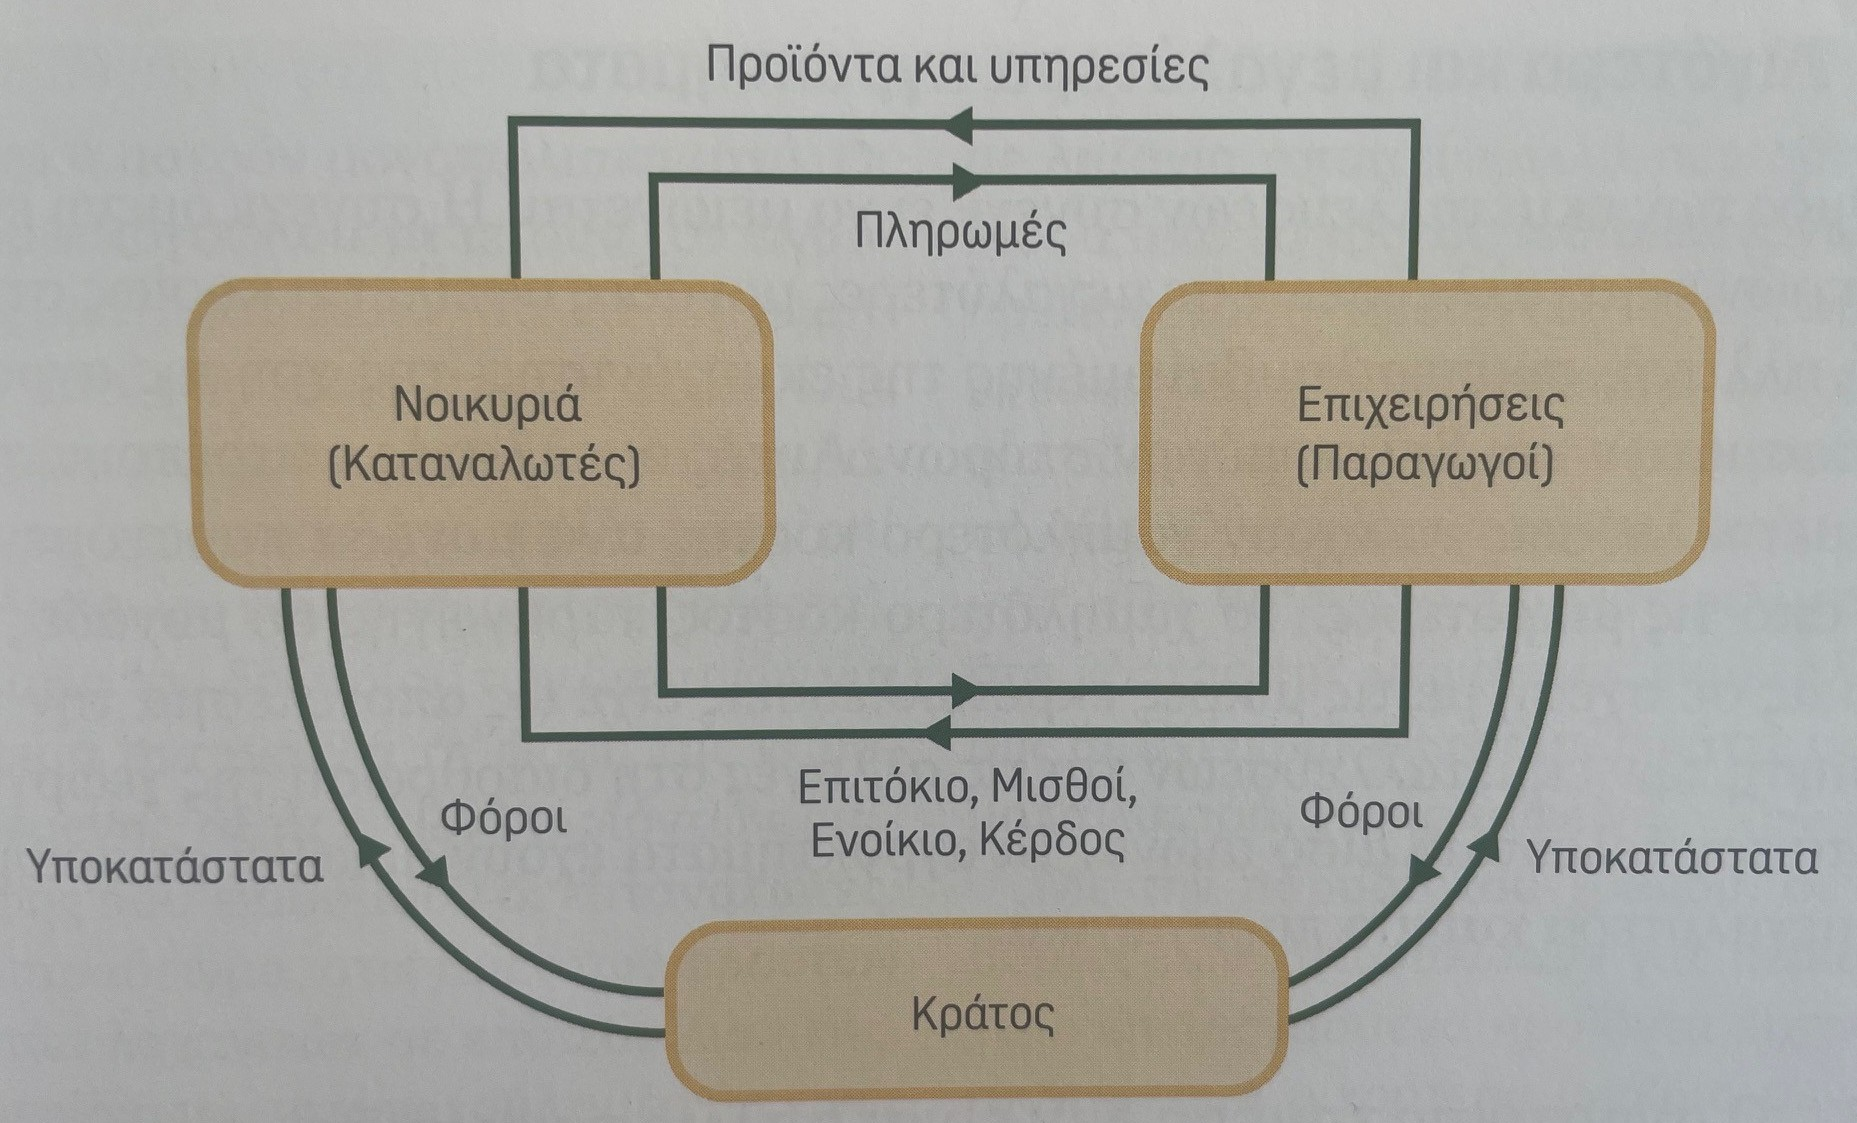 Προϊόντα και υπηρεσίες
Πληρωμές
Νοικυριά
(Καταναλωτές)
Επιχειρήσεις
(Παραγωγοί)
Επιτόκιο, Μισθοί,
Ενοίκιο, Κέρδος
Φόροι
Φόροι
Υποκατάστατα
Υποκατάστατα
Κράτος